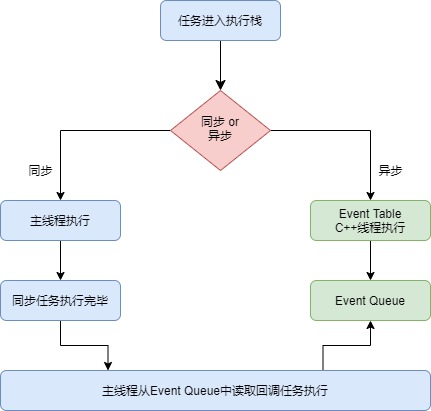 任务进入执行栈
同步 or
异步
同步
异步
主线程执行
Event Table
C++线程执行
同步任务执行完毕
Event Queue
主线程从Event Queue中读取回调任务执行